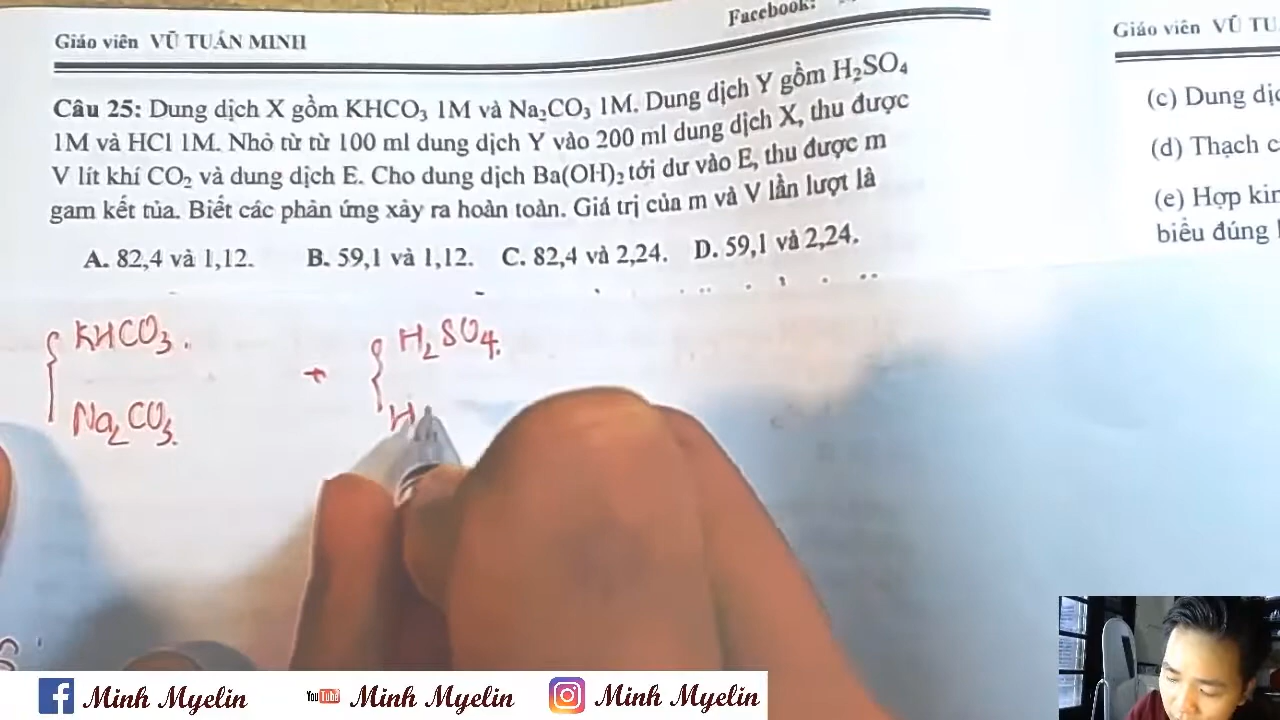 Facebook:
Giáo viên VŨ TUẤN MINH
Câu 25: Dung dịch X gồm KHCO₃ 1M và Na₂CO₃ 1M. Dung dịch Y gồm H₂SO₄
1M và HCl 1M. Nhỏ từ từ 100 ml dung dịch Y vào 200 ml dung dịch X, thu được
V lít khí CO₂ và dung dịch E. Cho dung dịch Ba(OH)₂ tới dư vào E, thu được m
gam kết tủa. Biết các phản ứng xảy ra hoàn toàn. Giá trị của m và V lần lượt là
A. 82,4 và 1,12. B. 59,1 và 1,12. C. 82,4 và 2,24. D. 59,1 và 2,24.
KHCO₃. + H₂SO₄.
Na₂CO₃. H
Giáo viên VŨ TU
(c) Dung dị
(d) Thạch c
(e) Hợp kin
biểu đúng
Minh Myelin YouTube Minh Myelin Minh Myelin